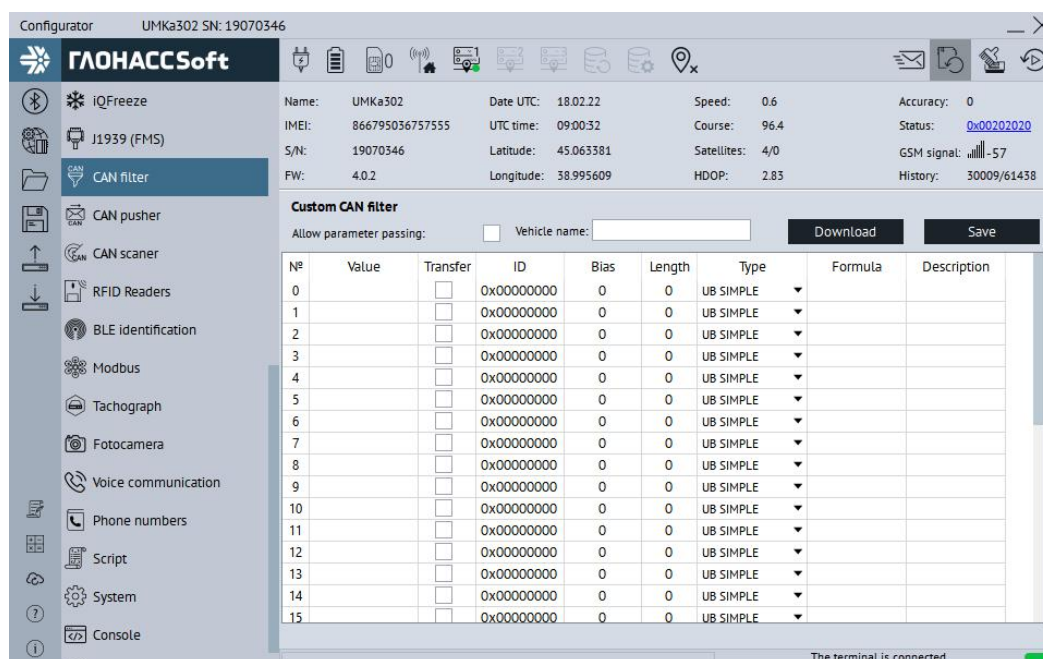 Configurator UMKa302 SN: 19070346
ГЛОНАССSoft
0
1
iQFreeze
J1939 (FMS)
CAN filter
CAN pusher
CAN scaner
RFID Readers
BLE identification
Modbus
Tachograph
Fotocamera
Voice communication
Phone numbers
Script
System
Console
Name: UMKa302 Date UTC: 18.02.22 Speed: 0.6 Accuracy: 0
IMEI: 866795036757555 UTC time: 09:00:32 Course: 96.4 Status: 0x00202020
S/N: 19070346 Latitude: 45.063381 Satellites: 4/0 GSM signal: -57
FW: 4.0.2 Longitude: 38.995609 HDOP: 2.83 History: 30009/61438
Custom CAN filter
Allow parameter passing: Vehicle name: Download Save
Nº Value Transfer ID Bias Length Type Formula Description
0 0x00000000 0 0 UB SIMPLE
1 0x00000000 0 0 UB SIMPLE
2 0x00000000 0 0 UB SIMPLE
3 0x00000000 0 0 UB SIMPLE
4 0x00000000 0 0 UB SIMPLE
5 0x00000000 0 0 UB SIMPLE
6 0x00000000 0 0 UB SIMPLE
7 0x00000000 0 0 UB SIMPLE
8 0x00000000 0 0 UB SIMPLE
9 0x00000000 0 0 UB SIMPLE
10 0x00000000 0 0 UB SIMPLE
11 0x00000000 0 0 UB SIMPLE
12 0x00000000 0 0 UB SIMPLE
13 0x00000000 0 0 UB SIMPLE
14 0x00000000 0 0 UB SIMPLE
15 0x00000000 0 0 UB SIMPLE
The terminal is connected